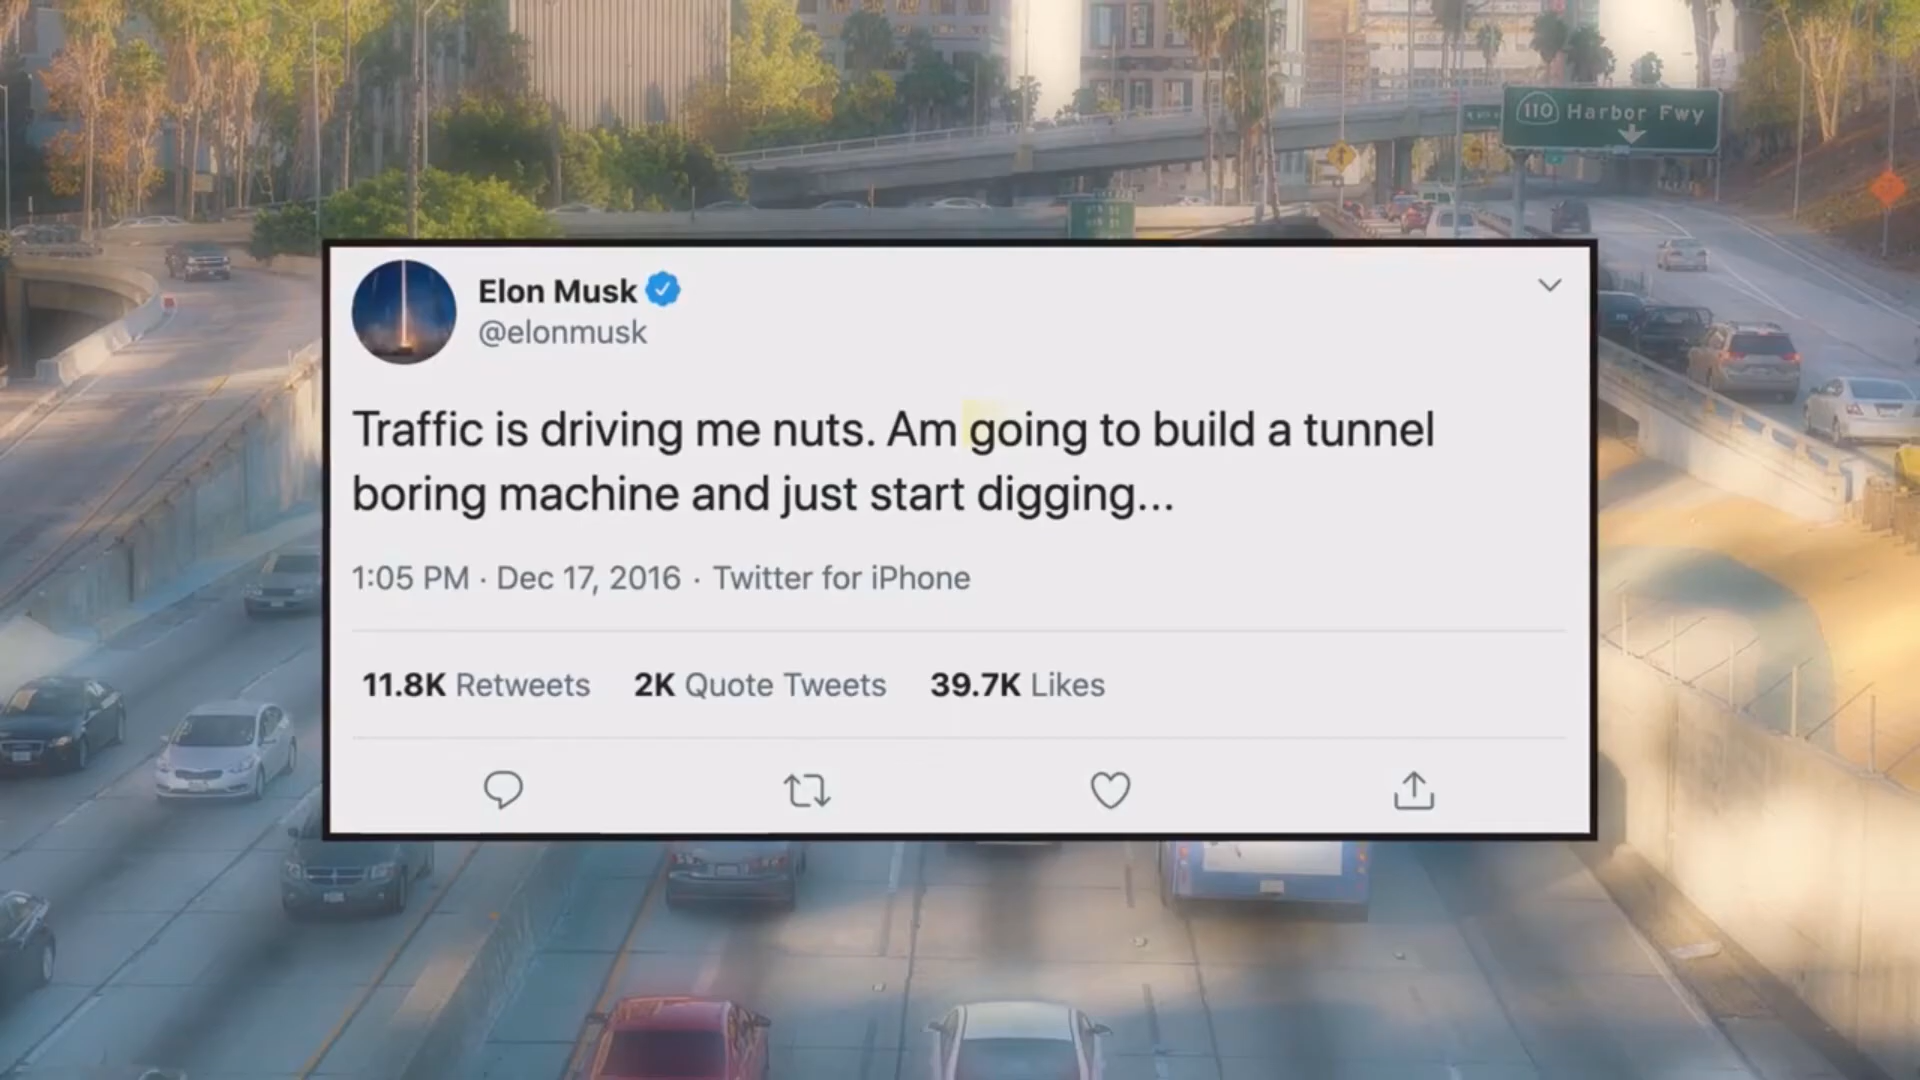 110 Harbor Fwy
Elon Musk
@elonmusk
Traffic is driving me nuts. Am going to build a tunnel
boring machine and just start digging...
1:05 PM · Dec 17, 2016 · Twitter for iPhone
11.8K Retweets 2K Quote Tweets 39.7K Likes